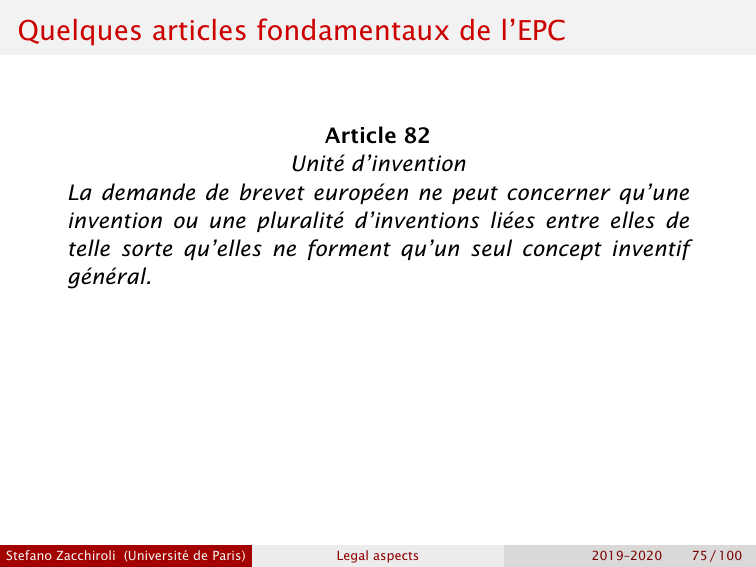 Quelques articles fondamentaux de l’EPC
Article 82
Unité d’invention
La demande de brevet européen ne peut concerner qu’une
invention ou une pluralité d’inventions liées entre elles de
telle sorte qu’elles ne forment qu’un seul concept inventif
général.
Stefano Zacchiroli (Université de Paris) Legal aspects 2019–2020 75 / 100